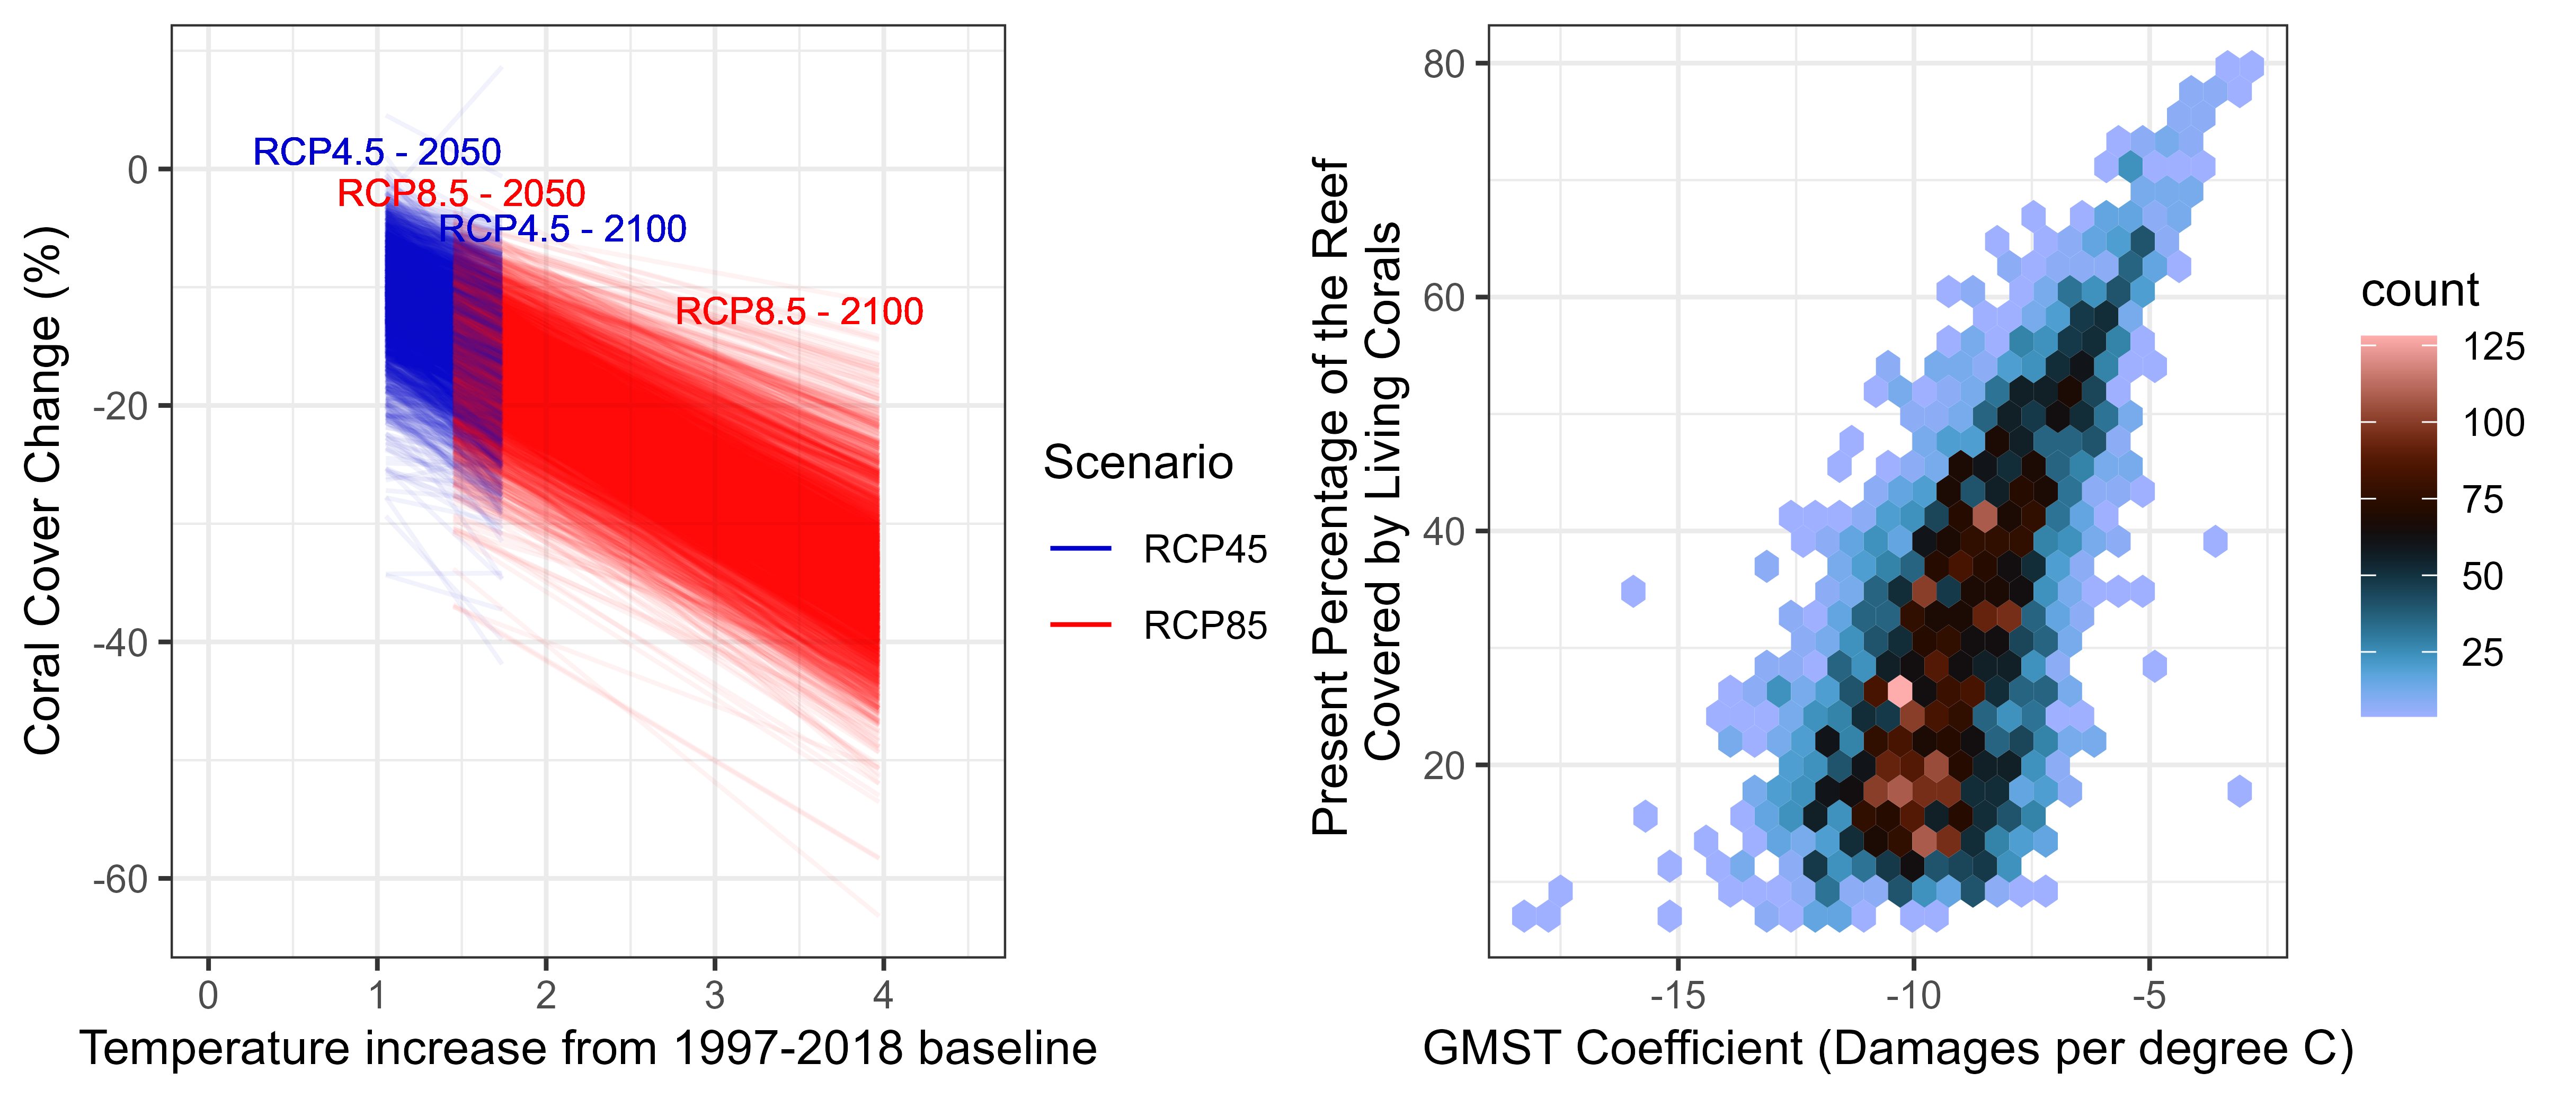 Coral Cover Change (%)
0
-20
-40
-60
RCP4.5 - 2050
RCP8.5 - 2050
RCP4.5 - 2100
RCP8.5 - 2100
0 1 2 3 4
Temperature increase from 1997-2018 baseline
Scenario
RCP45
RCP85
Present Percentage of the Reef
Covered by Living Corals
80
60
40
20
-15 -10 -5
GMST Coefficient (Damages per degree C)
count
125
100
75
50
25